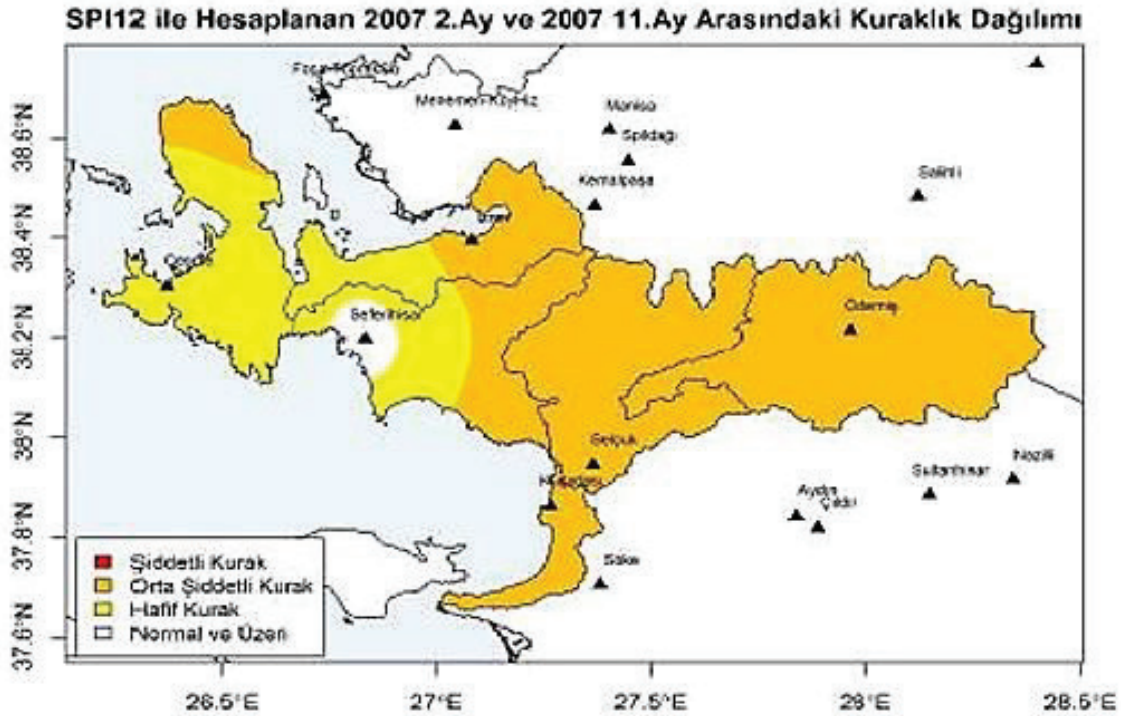 SPI12 ile Hesaplanan 2007 2.Ay ve 2007 11.Ay Arasındaki Kuraklık Dağılımı
38.6°N
38.4°N
38.2°N
38°N
37.8°N
37.6°N
Manisa
Spildağı
Kemalpaşa
Salihli
Çeşme
Seferihisar
Ödemiş
Selçuk
Kuşadası
Sultanhisar
Nazilli
Aydın
Çıldır
Söke
Şiddetli Kurak
Orta Şiddetli Kurak
Hafif Kurak
Normal ve Üzeri
26.5°E
27°E
27.5°E
28°E
28.5°E